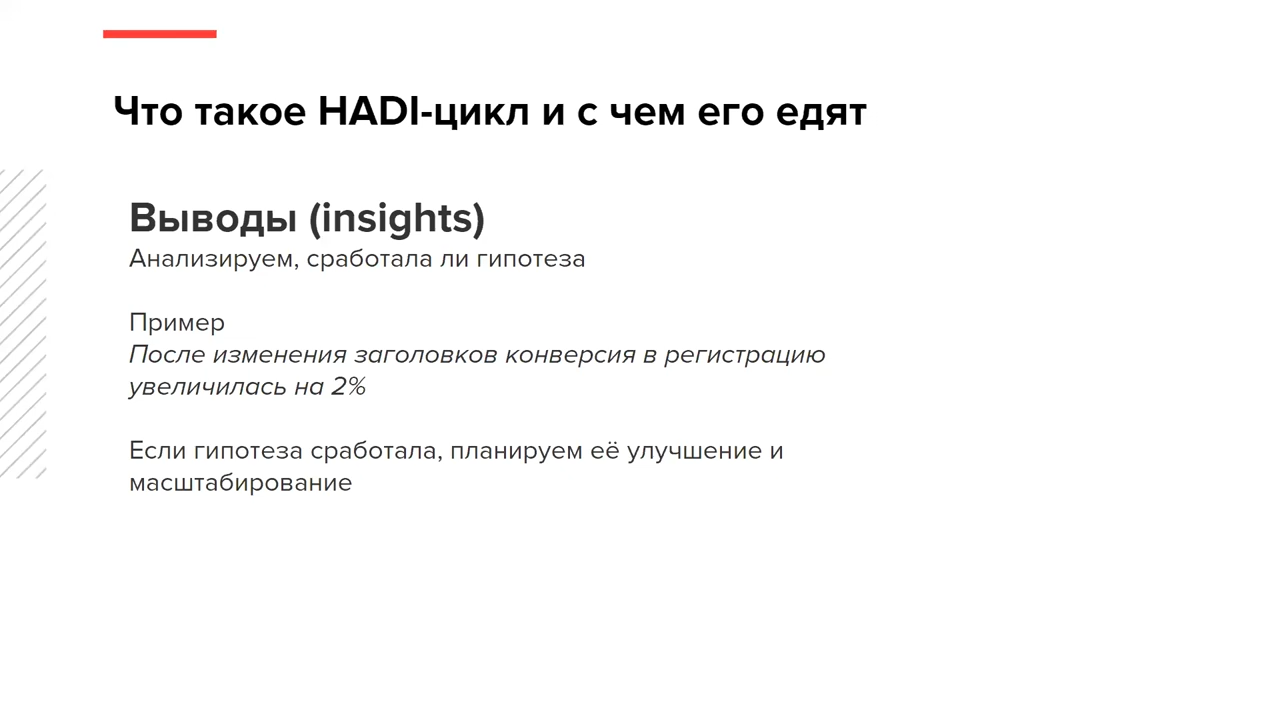 Что такое HADI-цикл и с чем его едят
Выводы (insights)
Анализируем, сработала ли гипотеза
Пример
После изменения заголовков конверсия в регистрацию
увеличилась на 2%
Если гипотеза сработала, планируем её улучшение и
масштабирование